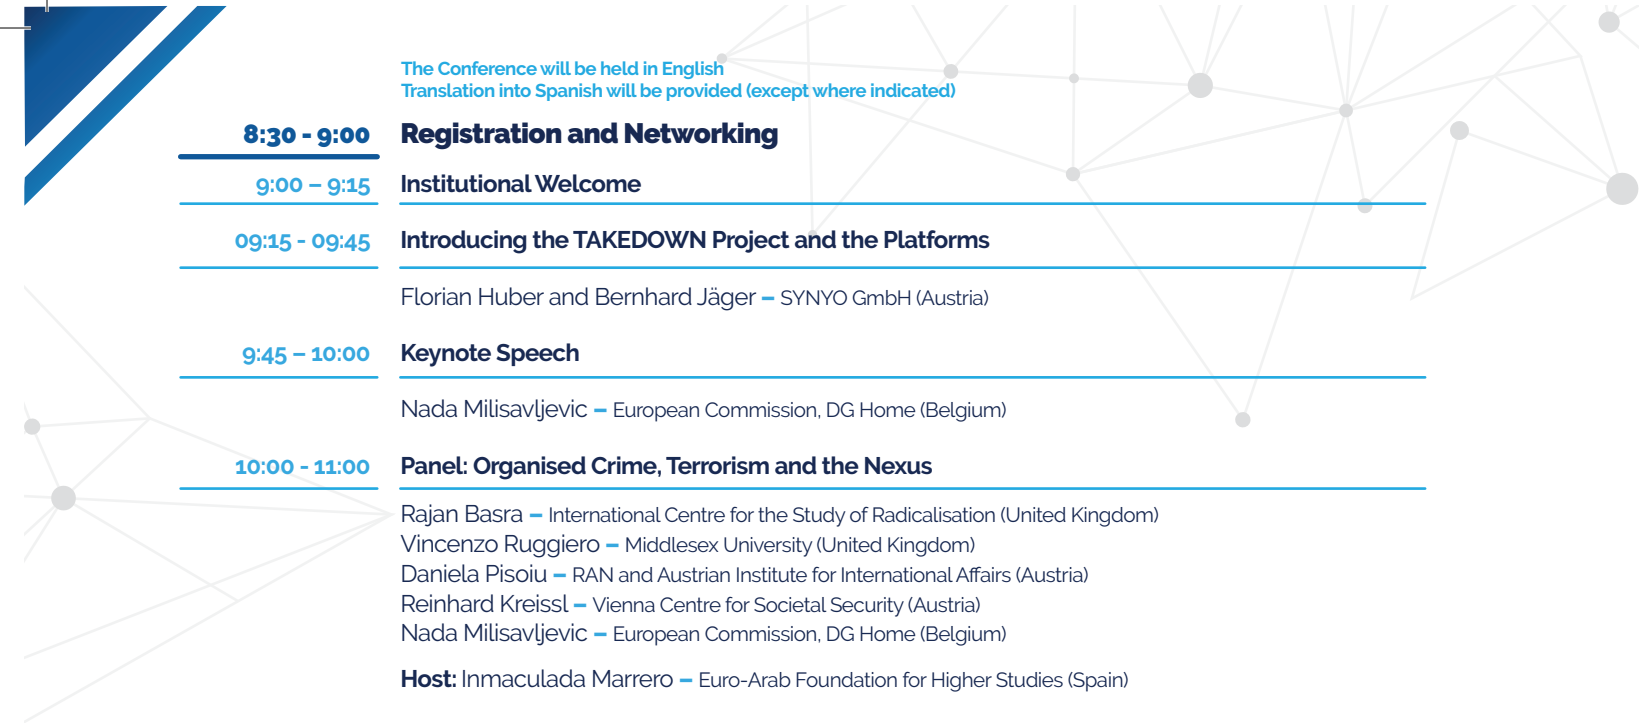 The Conference will be held in English
Translation into Spanish will be provided (except where indicated)
8:30 - 9:00 Registration and Networking
9:00 – 9:15 Institutional Welcome
09:15 - 09:45 Introducing the TAKEDOWN Project and the Platforms
Florian Huber and Bernhard Jäger – SYNYO GmbH (Austria)
9:45 – 10:00 Keynote Speech
Nada Milisavljevic – European Commission, DG Home (Belgium)
10:00 - 11:00 Panel: Organised Crime, Terrorism and the Nexus
Rajan Basra – International Centre for the Study of Radicalisation (United Kingdom)
Vincenzo Ruggiero – Middlesex University (United Kingdom)
Daniela Pisoiu – RAN and Austrian Institute for International Affairs (Austria)
Reinhard Kreissl – Vienna Centre for Societal Security (Austria)
Nada Milisavljevic – European Commission, DG Home (Belgium)
Host: Inmaculada Marrero – Euro-Arab Foundation for Higher Studies (Spain)